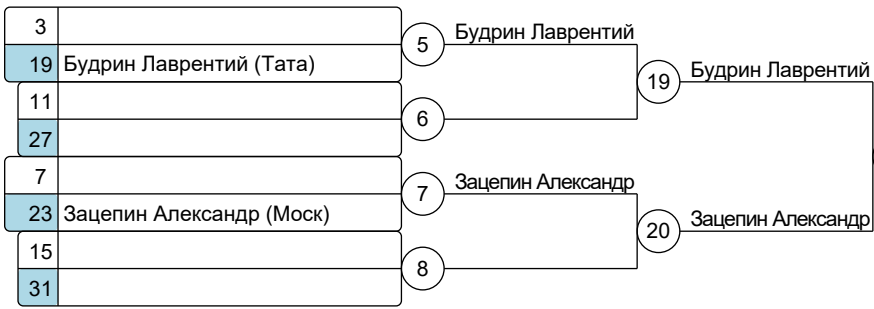 3
5
Будрин Лаврентий
19 Будрин Лаврентий (Тата)
19
Будрин Лаврентий
11
6
27
7
7
Зацепин Александр
23 Зацепин Александр (Моск)
20
Зацепин Александр
15
8
31